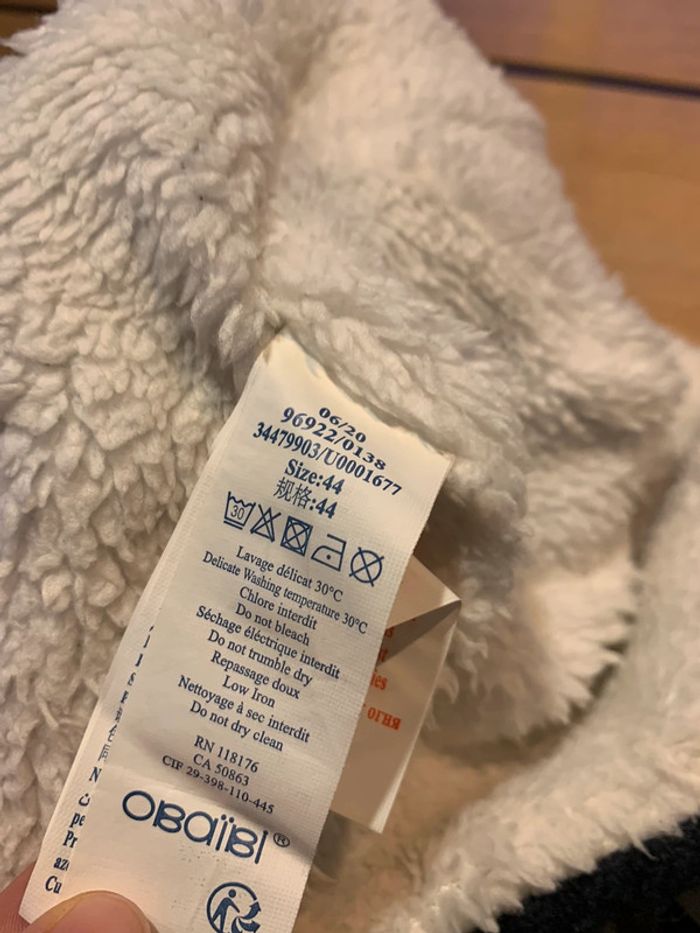 06/20
96922/0138
34479903/U0001677
Size:44
规格:44
30
Lavage délicat 30°C
Delicate Washing temperature 30°C
Chlore interdit
Do not bleach
Séchage électrique interdit
Do not trumble dry
Repassage doux
Low Iron
Nettoyage à sec interdit
Do not dry clean
RN 118176
CA 50863
CIF 29-398-110-445
OBAÏBI®
ОГНЯ